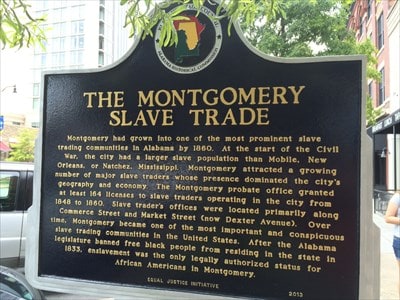 THE MONTGOMERY
SLAVE TRADE
Montgomery had grown into one of the most prominent slave
trading communities in Alabama by 1860. At the start of the Civil
War, the city had a larger slave population than Mobile, New
Orleans, or Natchez, Mississippi. Montgomery attracted a growing
number of major slave traders whose presence dominated the city's
geography and economy. The Montgomery probate office granted
at least 164 licenses to slave traders operating in the city from
1848 to 1860. Slave trader's offices were located primarily along
Commerce Street and Market Street (now Dexter Avenue). Over
time, Montgomery became one of the most important and conspicuous
slave trading communities in the United States. After the Alabama
legislature banned free black people from residing in the state in
1833, enslavement was the only legally authorized status for
African Americans in Montgomery.
EQUAL JUSTICE INITIATIVE 2013